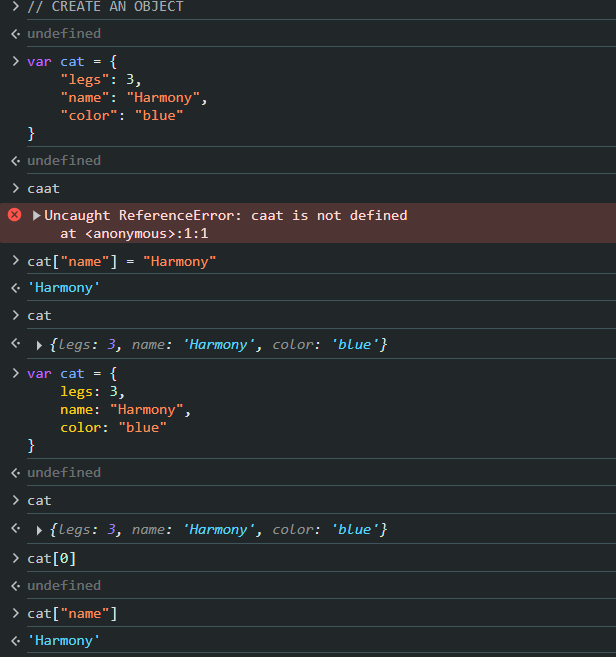 // CREATE AN OBJECT
undefined
var cat = {
    "legs": 3,
    "name": "Harmony",
    "color": "blue"
}
undefined
caat
Uncaught ReferenceError: caat is not defined
    at <anonymous>:1:1
cat["name"] = "Harmony"
'Harmony'
cat
{legs: 3, name: 'Harmony', color: 'blue'}
var cat = {
    legs: 3,
    name: "Harmony",
    color: "blue"
}
undefined
cat
{legs: 3, name: 'Harmony', color: 'blue'}
cat[0]
undefined
cat["name"]
'Harmony'